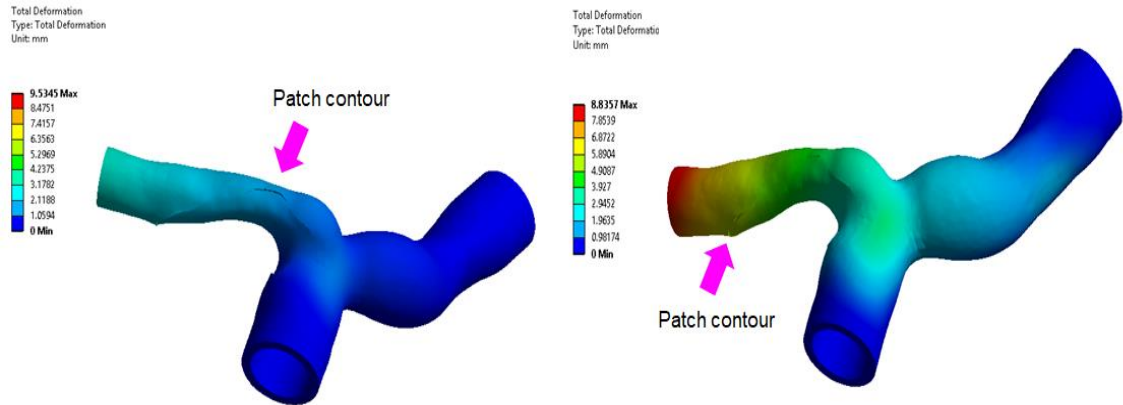 Total Deformation
Type: Total Deformation
Unit: mm
9.5345 Max
8.4751
7.4157
6.3563
5.2969
4.2375
3.1782
2.1188
1.0594
0 Min
Patch contour
Total Deformation
Type: Total Deformatio
Unit: mm
8.8357 Max
7.8539
6.8722
5.8904
4.9087
3.927
2.9452
1.9635
0.98174
0 Min
Patch contour